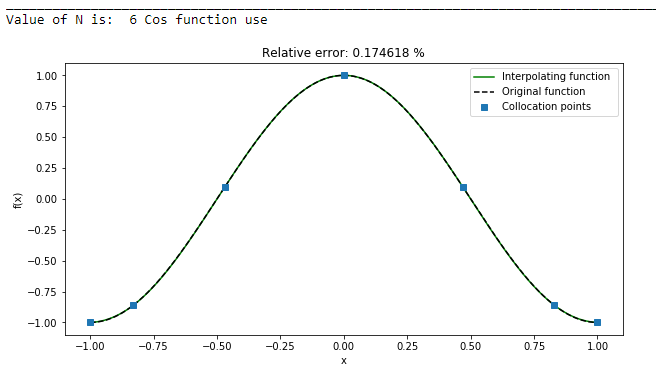 Value of N is:  6 Cos function use
Relative error: 0.174618 %
Interpolating function
Original function
Collocation points
1.00
0.75
0.50
0.25
0.00
−0.25
−0.50
−0.75
−1.00
f(x)
−1.00 −0.75 −0.50 −0.25 0.00 0.25 0.50 0.75 1.00
x